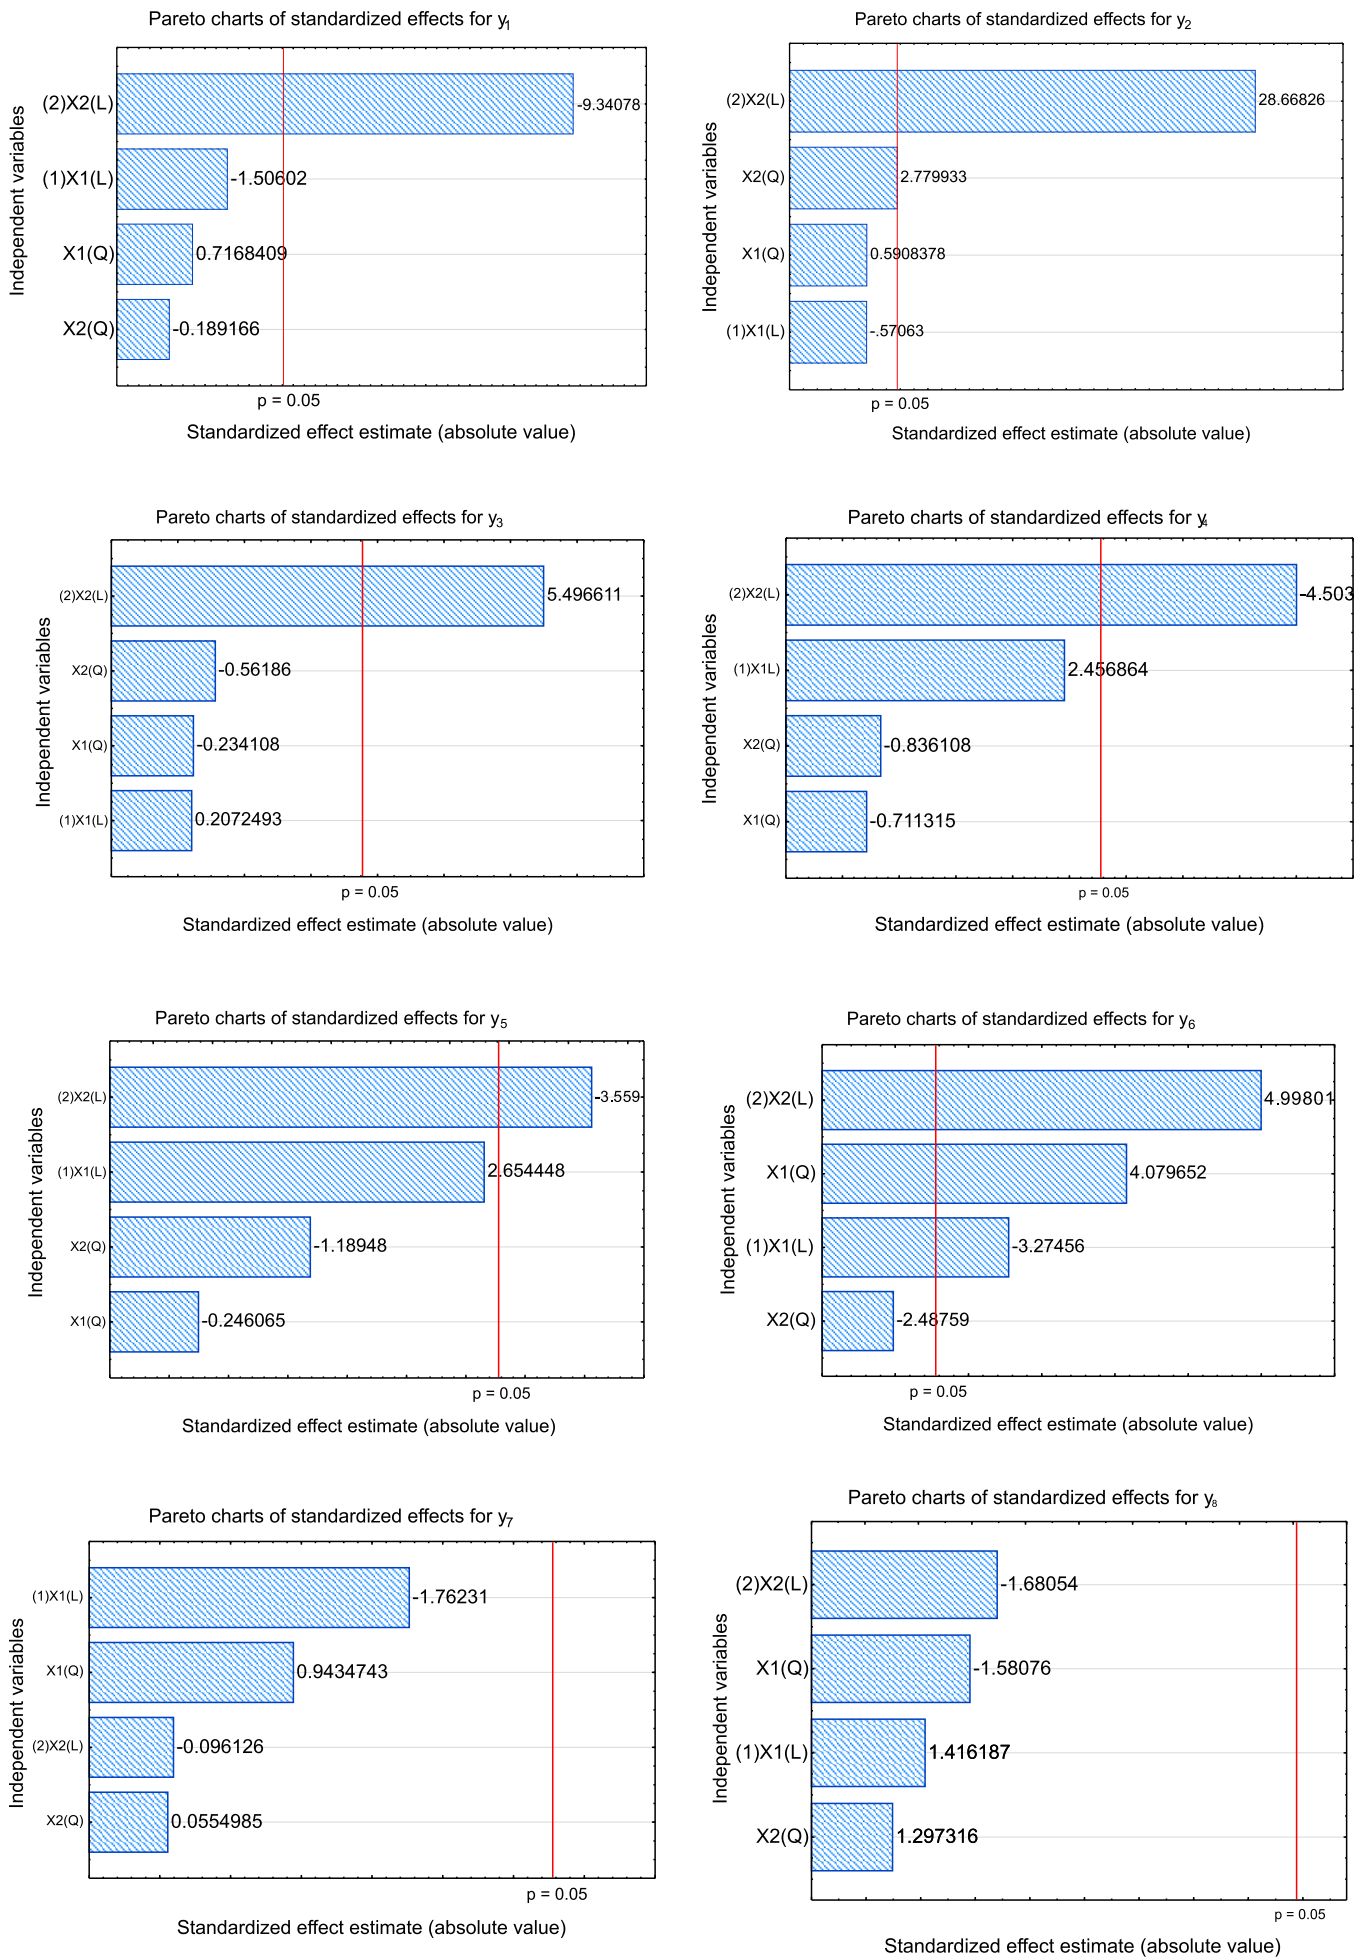 Pareto charts of standardized effects for y1
Independent variables
(2)X2(L)
-9.34078
(1)X1(L)
-1.50602
X1(Q)
0.7168409
X2(Q)
-0.189166
p = 0.05
Standardized effect estimate (absolute value)
Pareto charts of standardized effects for y2
Independent variables
(2)X2(L)
28.66826
X2(Q)
2.779933
X1(Q)
0.5908378
(1)X1(L)
-.57063
p = 0.05
Standardized effect estimate (absolute value)
Pareto charts of standardized effects for y3
Independent variables
(2)X2(L)
5.496611
X2(Q)
-0.56186
X1(Q)
-0.234108
(1)X1(L)
0.2072493
p = 0.05
Standardized effect estimate (absolute value)
Pareto charts of standardized effects for y4
Independent variables
(2)X2(L)
-4.503
(1)X1L)
2.456864
X2(Q)
-0.836108
X1(Q)
-0.711315
p = 0.05
Standardized effect estimate (absolute value)
Pareto charts of standardized effects for y5
Independent variables
(2)X2(L)
-3.559
(1)X1(L)
2.654448
X2(Q)
-1.18948
X1(Q)
-0.246065
p = 0.05
Standardized effect estimate (absolute value)
Pareto charts of standardized effects for y6
Independent variables
(2)X2(L)
4.99801
X1(Q)
4.079652
(1)X1(L)
-3.27456
X2(Q)
-2.48759
p = 0.05
Standardized effect estimate (absolute value)
Pareto charts of standardized effects for y7
Independent variables
(1)X1(L)
-1.76231
X1(Q)
0.9434743
(2)X2(L)
-0.096126
X2(Q)
0.0554985
p = 0.05
Standardized effect estimate (absolute value)
Pareto charts of standardized effects for y8
Independent variables
(2)X2(L)
-1.68054
X1(Q)
-1.58076
(1)X1(L)
1.416187
X2(Q)
1.297316
p = 0.05
Standardized effect estimate (absolute value)